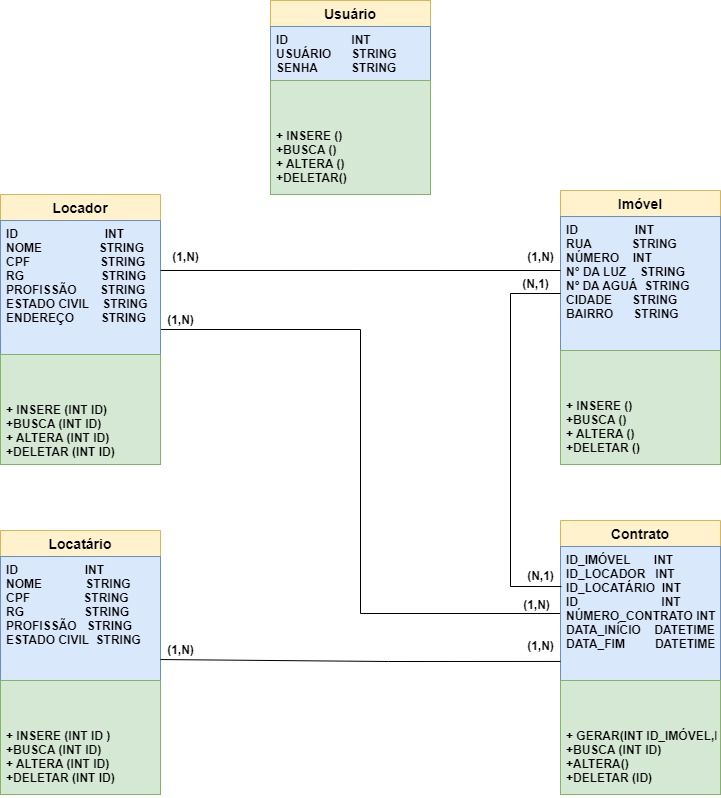 Usuário
ID INT
USUÁRIO STRING
SENHA STRING
+ INSERE ()
+BUSCA ()
+ ALTERA ()
+DELETAR()
Locador
ID INT
NOME STRING
CPF STRING
RG STRING
PROFISSÃO STRING
ESTADO CIVIL STRING
ENDEREÇO STRING
+ INSERE (INT ID)
+BUSCA (INT ID)
+ ALTERA (INT ID)
+DELETAR (INT ID)
(1,N)
(1,N)
(1,N)
(N,1)
Imóvel
ID INT
RUA STRING
NÚMERO INT
Nº DA LUZ STRING
Nº DA AGUÁ STRING
CIDADE STRING
BAIRRO STRING
+ INSERE ()
+BUSCA ()
+ ALTERA ()
+DELETAR ()
Locatário
ID INT
NOME STRING
CPF STRING
RG STRING
PROFISSÃO STRING
ESTADO CIVIL STRING
+ INSERE (INT ID )
+BUSCA (INT ID)
+ ALTERA (INT ID)
+DELETAR (INT ID)
(1,N)
(N,1)
(1,N)
(1,N)
Contrato
ID_IMÓVEL INT
ID_LOCADOR INT
ID_LOCATÁRIO INT
ID INT
NÚMERO_CONTRATO INT
DATA_INÍCIO DATETIME
DATA_FIM DATETIME
+ GERAR(INT ID_IMÓVEL,I
+BUSCA (INT ID)
+ALTERA()
+DELETAR (ID)